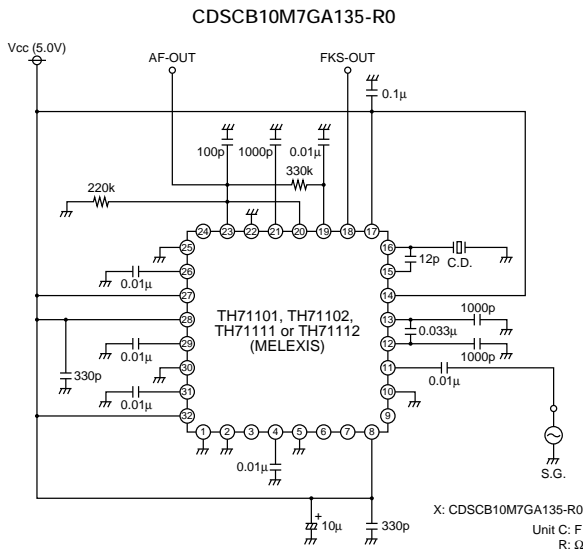 CDSCB10M7GA135-R0
Vcc (5.0V)
AF-OUT
FKS-OUT
0.1µ
100p
1000p
0.01µ
330k
220k
24
23
22
21
20
19
18
17
25
16
12p
C.D.
26
0.01µ
15
27
14
28
TH71101, TH71102,
TH71111 or TH71112
(MELEXIS)
13
1000p
0.033µ
29
0.01µ
12
1000p
330p
30
11
0.01µ
31
0.01µ
10
32
9
1
2
3
4
5
6
7
8
0.01µ
S.G.
+
10µ
330p
X: CDSCB10M7GA135-R0
Unit C: F
R: Ω